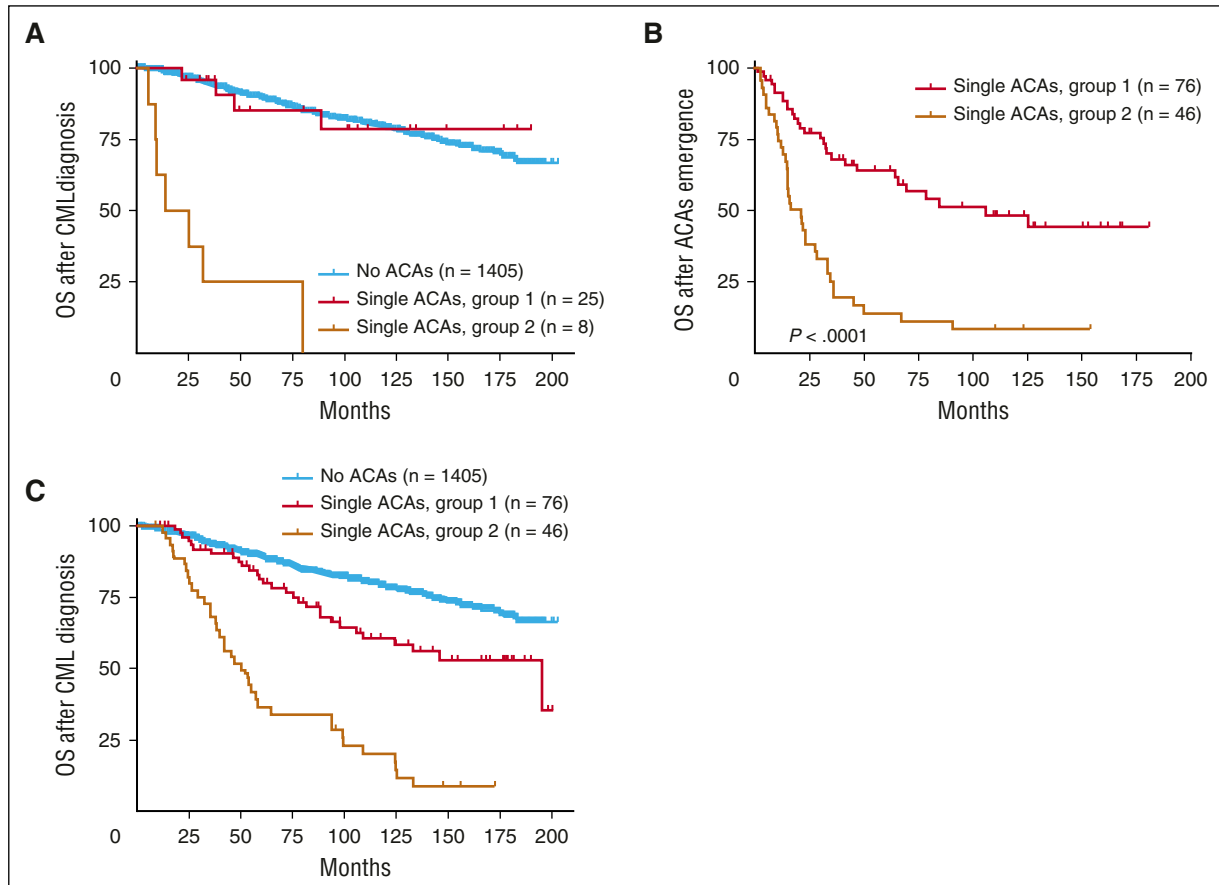 A
100
75
50
25
0
OS after CMLdiagnosis
No ACAs (n = 1405)
Single ACAs, group 1 (n = 25)
Single ACAs, group 2 (n = 8)
25 50 75 100 125 150 175 200
Months
B
100
75
50
25
0
OS after ACAs emergence
Single ACAs, group 1 (n = 76)
Single ACAs, group 2 (n = 46)
P < .0001
25 50 75 100 125 150 175 200
Months
C
100
75
50
25
0
OS after CML diagnosis
No ACAs (n = 1405)
Single ACAs, group 1 (n = 76)
Single ACAs, group 2 (n = 46)
25 50 75 100 125 150 175 200
Months